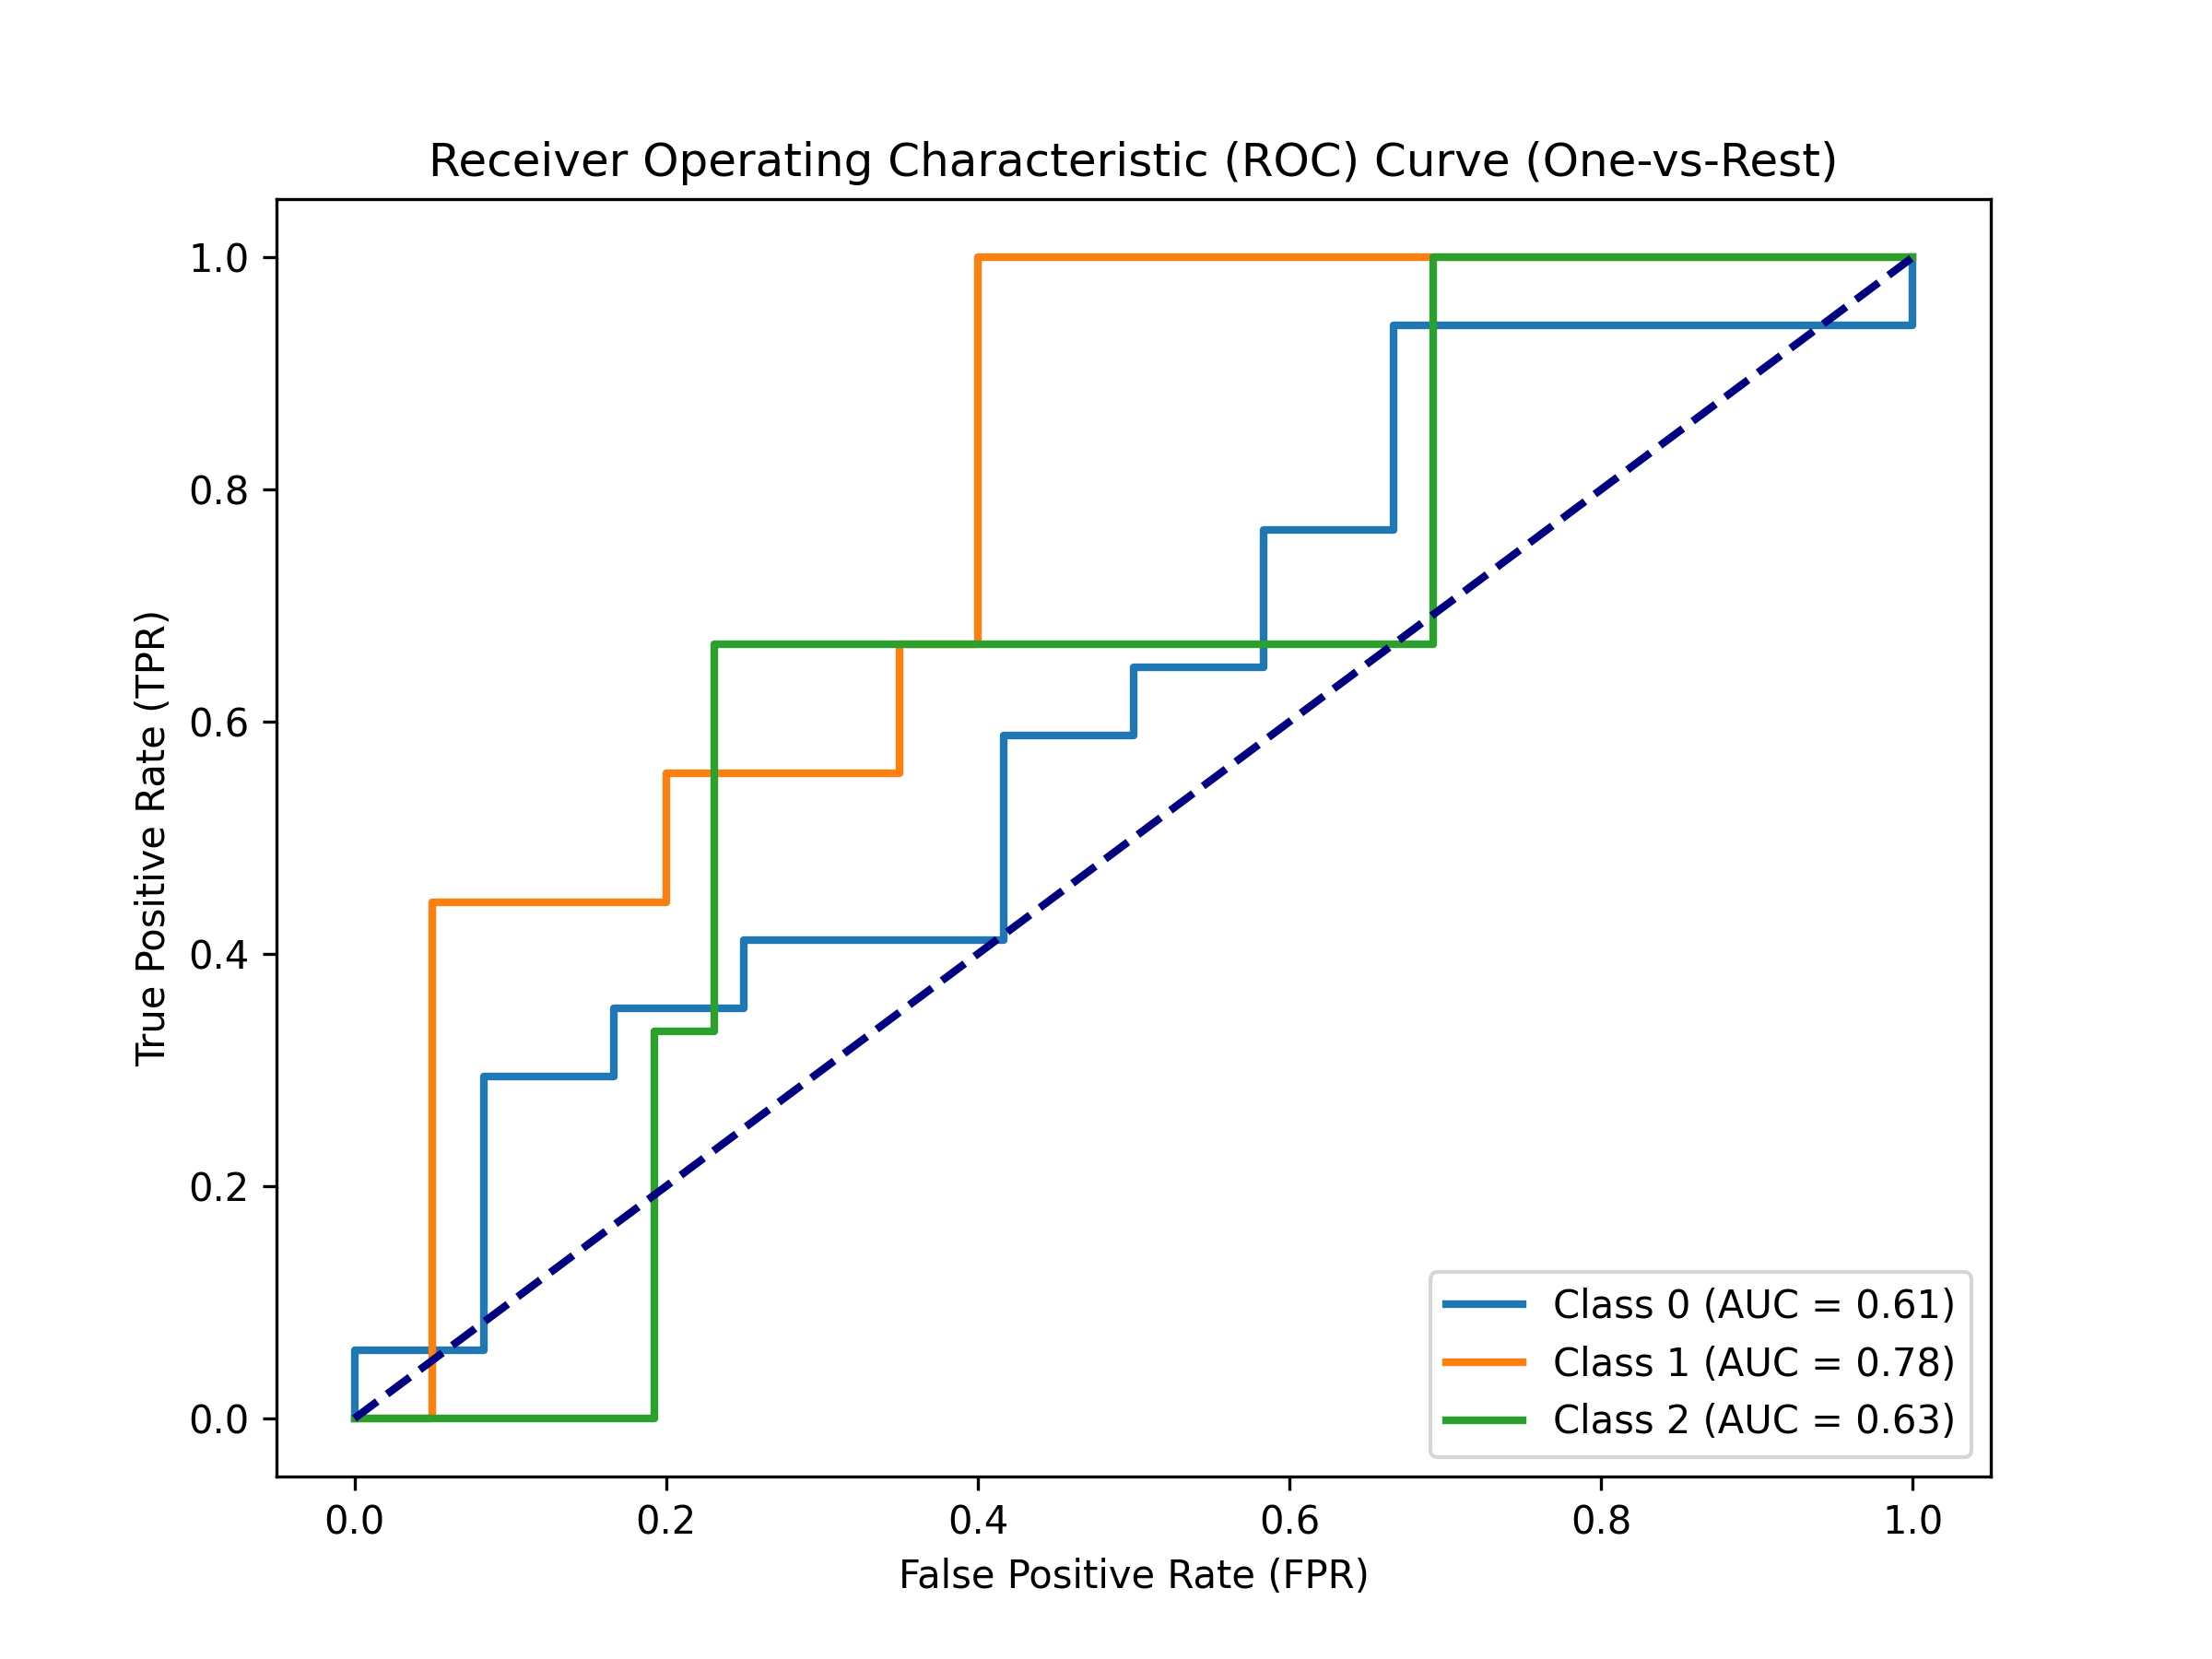 Receiver Operating Characteristic (ROC) Curve (One-vs-Rest)
1.0
0.8
0.6
0.4
0.2
0.0
True Positive Rate (TPR)
Class 0 (AUC = 0.61)
Class 1 (AUC = 0.78)
Class 2 (AUC = 0.63)
0.0 0.2 0.4 0.6 0.8 1.0
False Positive Rate (FPR)